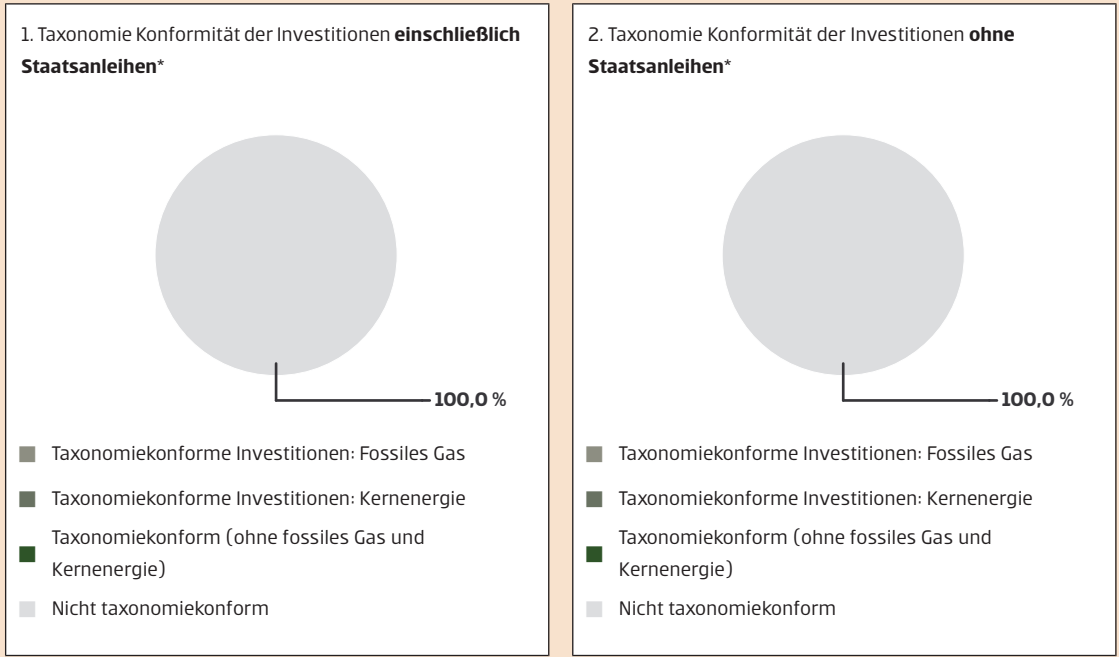 1. Taxonomie Konformität der Investitionen einschließlich
Staatsanleihen*
100,0 %
Taxonomiekonforme Investitionen: Fossiles Gas
Taxonomiekonforme Investitionen: Kernenergie
Taxonomiekonform (ohne fossiles Gas und
Kernenergie)
Nicht taxonomiekonform
2. Taxonomie Konformität der Investitionen ohne
Staatsanleihen*
100,0 %
Taxonomiekonforme Investitionen: Fossiles Gas
Taxonomiekonforme Investitionen: Kernenergie
Taxonomiekonform (ohne fossiles Gas und
Kernenergie)
Nicht taxonomiekonform